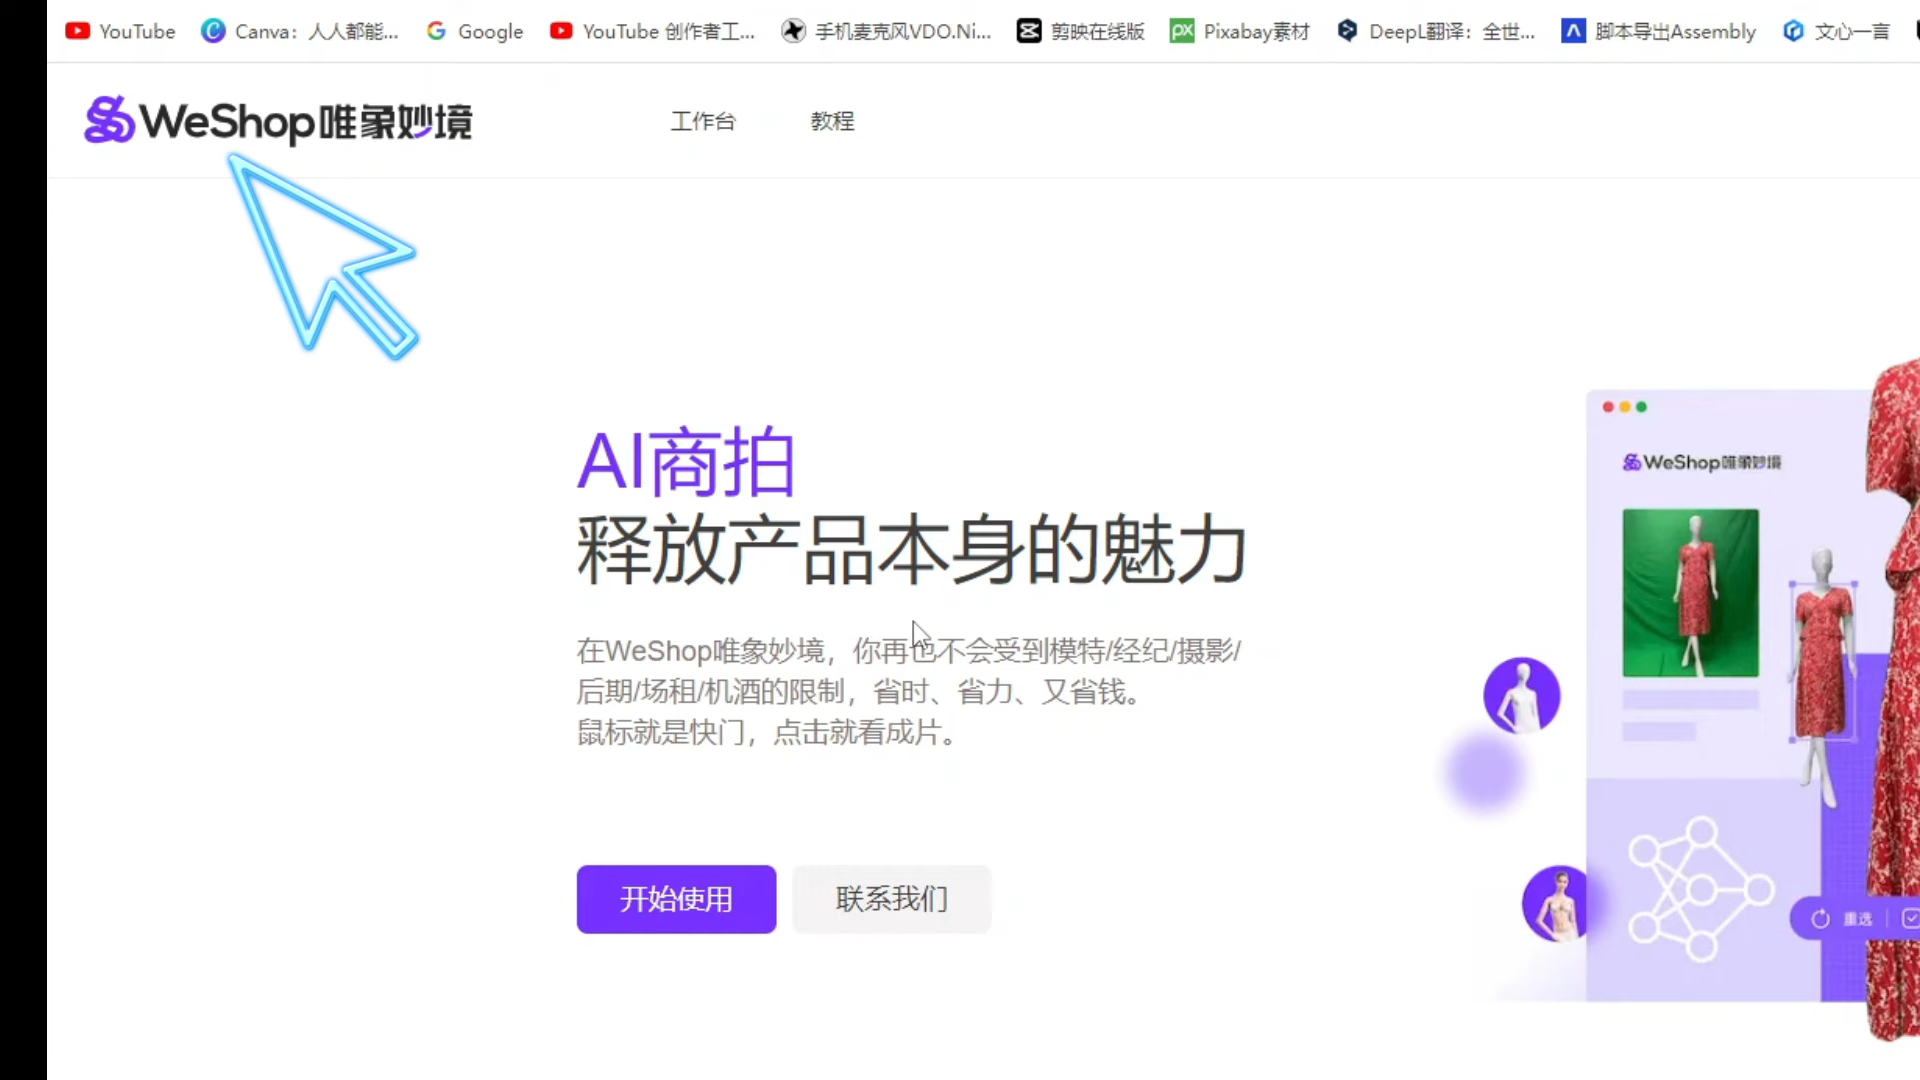 YouTube Canva：人人都能... Google YouTube 创作者工... 手机麦克风VDO.Ni... 剪映在线版 Pixabay素材 DeepL翻译：全世... 脚本导出Assembly 文心一言
WeShop唯象妙境 工作台 教程
AI商拍
释放产品本身的魅力
在WeShop唯象妙境，你再也不会受到模特/经纪/摄影/
后期/场租/机酒的限制，省时、省力、又省钱。
鼠标就是快门，点击就看成片。
开始使用 联系我们
WeShop唯象妙境
重选